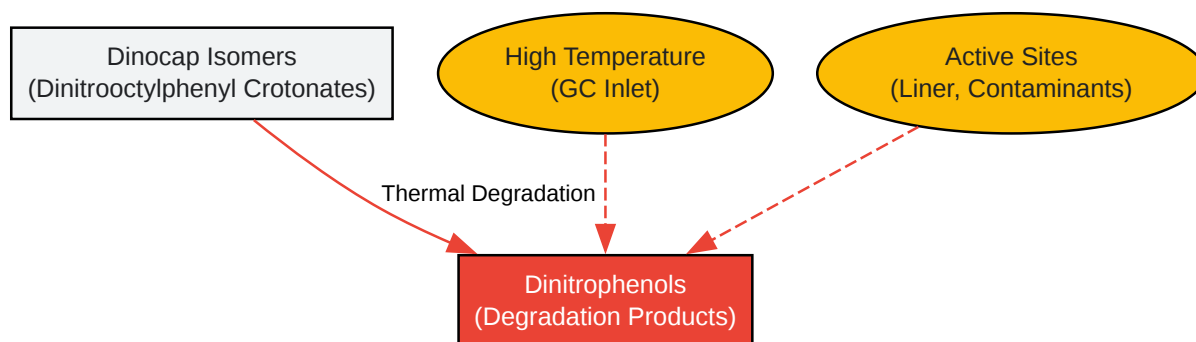 Dinocap Isomers
(Dinitrooctylphenyl Crotonates)
High Temperature
(GC Inlet)
Active Sites
(Liner, Contaminants)
Thermal Degradation
Dinitrophenols
(Degradation Products)